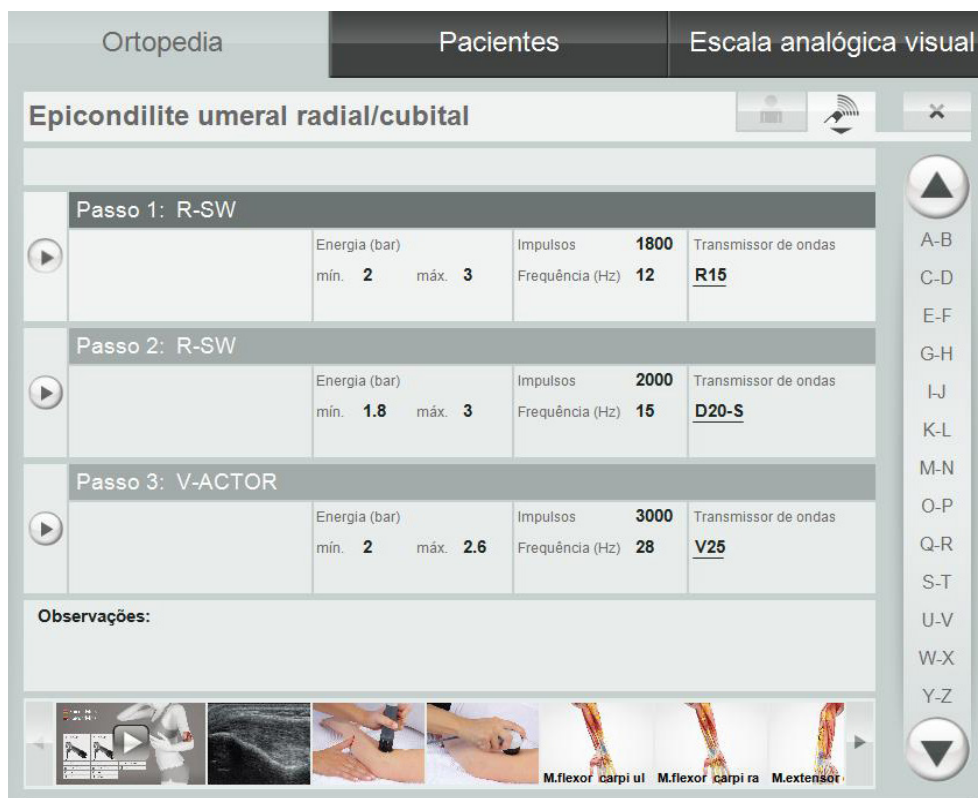 Ortopedia Pacientes Escala analógica visual
Epicondilite umeral radial/cubital
Passo 1: R-SW
Energia (bar) Impulsos 1800 Transmissor de ondas
mín. 2 máx. 3 Frequência (Hz) 12 R15
Passo 2: R-SW
Energia (bar) Impulsos 2000 Transmissor de ondas
mín. 1.8 máx. 3 Frequência (Hz) 15 D20-S
Passo 3: V-ACTOR
Energia (bar) Impulsos 3000 Transmissor de ondas
mín. 2 máx. 2.6 Frequência (Hz) 28 V25
Observações:
M.flexor carpi ul M.flexor carpi ra M.extensor
A-B
C-D
E-F
G-H
I-J
K-L
M-N
O-P
Q-R
S-T
U-V
W-X
Y-Z